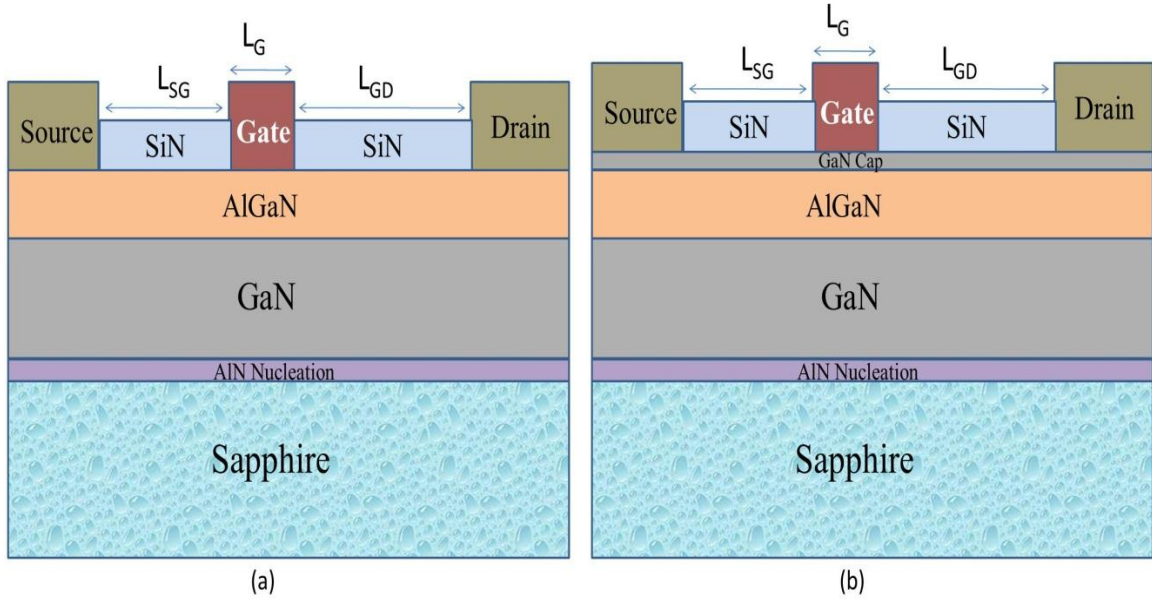 L_G
L_SG
L_GD
Source
SiN
Gate
SiN
Drain
AlGaN
GaN
AlN Nucleation
Sapphire
(a)
L_G
L_SG
L_GD
Source
SiN
Gate
SiN
Drain
GaN Cap
AlGaN
GaN
AlN Nucleation
Sapphire
(b)